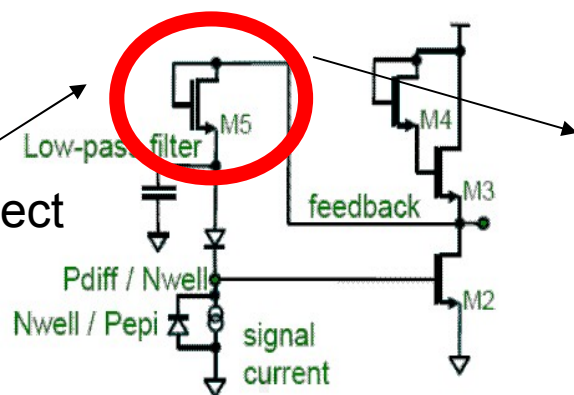 M5
M4
Low-pass filter
ect
M3
feedback
Pdiff / Nwell
Nwell / Pepi
M2
signal
current